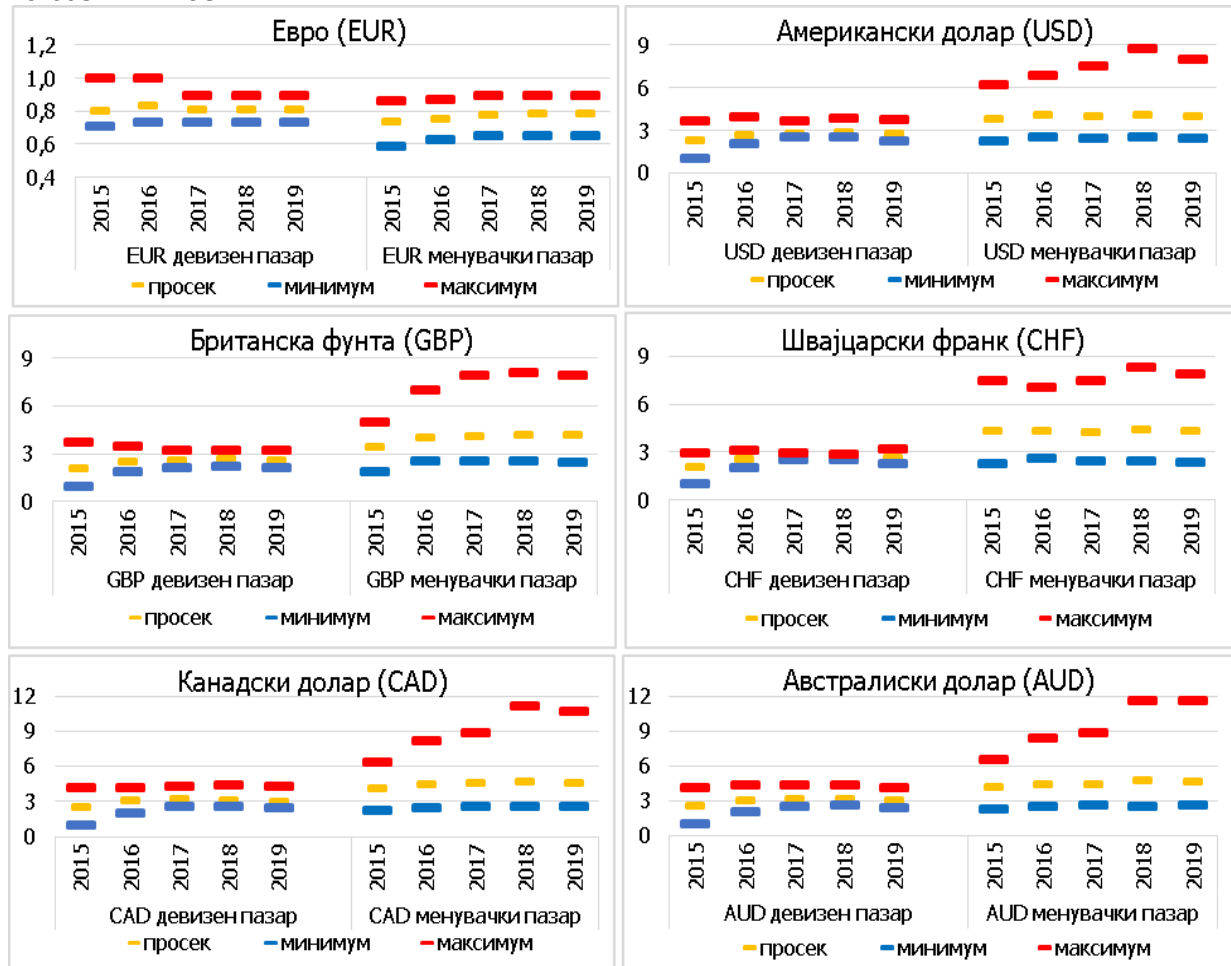 Евро (EUR)
1,2
1,0
0,8
0,6
0,4
2015 2016 2017 2018 2019 2015 2016 2017 2018 2019
EUR девизен пазар EUR менувачки пазар
просек минимум максимум
Американски долар (USD)
9
6
3
0
2015 2016 2017 2018 2019 2015 2016 2017 2018 2019
USD девизен пазар USD менувачки пазар
просек минимум максимум
Британска фунта (GBP)
9
6
3
0
2015 2016 2017 2018 2019 2015 2016 2017 2018 2019
GBP девизен пазар GBP менувачки пазар
просек минимум максимум
Швајцарски франк (CHF)
9
6
3
0
2015 2016 2017 2018 2019 2015 2016 2017 2018 2019
CHF девизен пазар CHF менувачки пазар
просек минимум максимум
Канадски долар (CAD)
12
9
6
3
0
2015 2016 2017 2018 2019 2015 2016 2017 2018 2019
CAD девизен пазар CAD менувачки пазар
просек минимум максимум
Австралиски долар (AUD)
12
9
6
3
0
2015 2016 2017 2018 2019 2015 2016 2017 2018 2019
AUD девизен пазар AUD менувачки пазар
просек минимум максимум